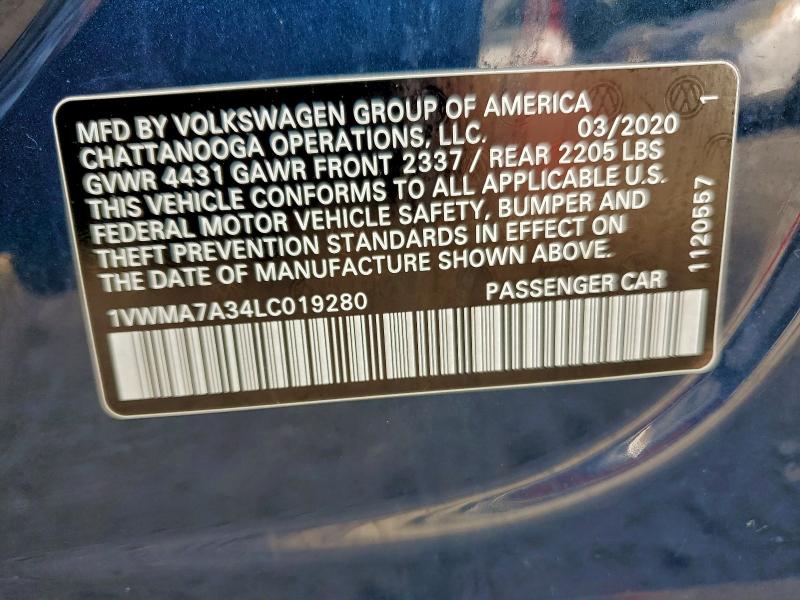 MFD BY VOLKSWAGEN GROUP OF AMERICA
CHATTANOOGA OPERATIONS, LLC. 03/2020
GVWR 4431 GAWR FRONT 2337 / REAR 2205 LBS
THIS VEHICLE CONFORMS TO ALL APPLICABLE U.S.
FEDERAL MOTOR VEHICLE SAFETY, BUMPER AND
THEFT PREVENTION STANDARDS IN EFFECT ON
THE DATE OF MANUFACTURE SHOWN ABOVE.
1VWMA7A34LC019280 PASSENGER CAR
1120557 1